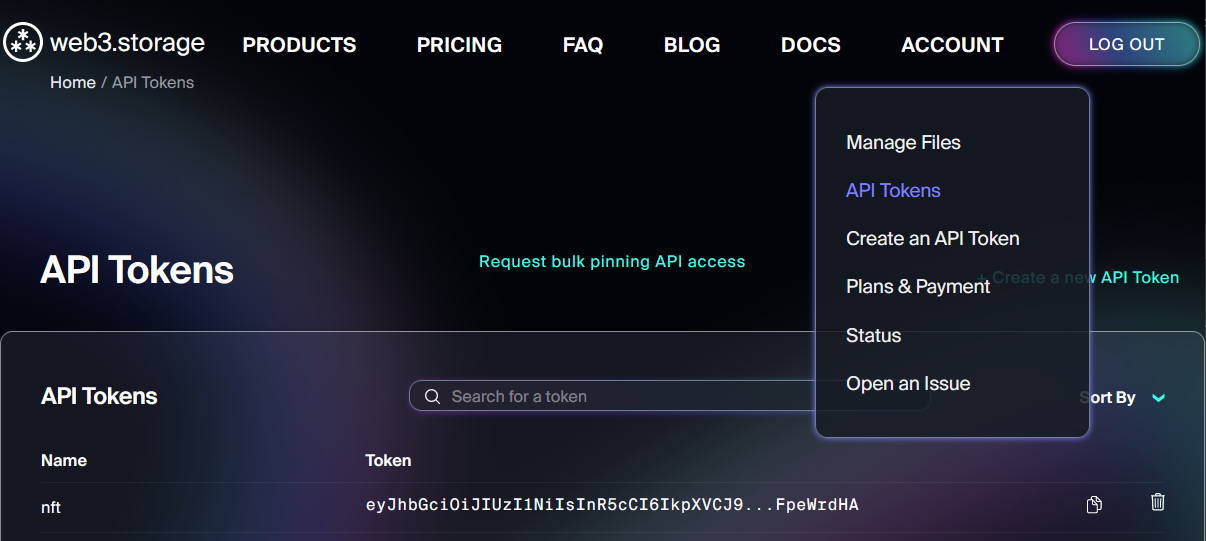 web3.storage PRODUCTS PRICING FAQ BLOG DOCS ACCOUNT LOG OUT
Home / API Tokens
Manage Files
API Tokens
Create an API Token
Plans & Payment
Status
Open an Issue
API Tokens
Request bulk pinning API access
+ Create a new API Token
API Tokens
Search for a token
Sort By
Name Token
nft eyJhbGciOiJIUzI1NiIsInR5cCI6IkpXVCJ9...FpeWrdHA